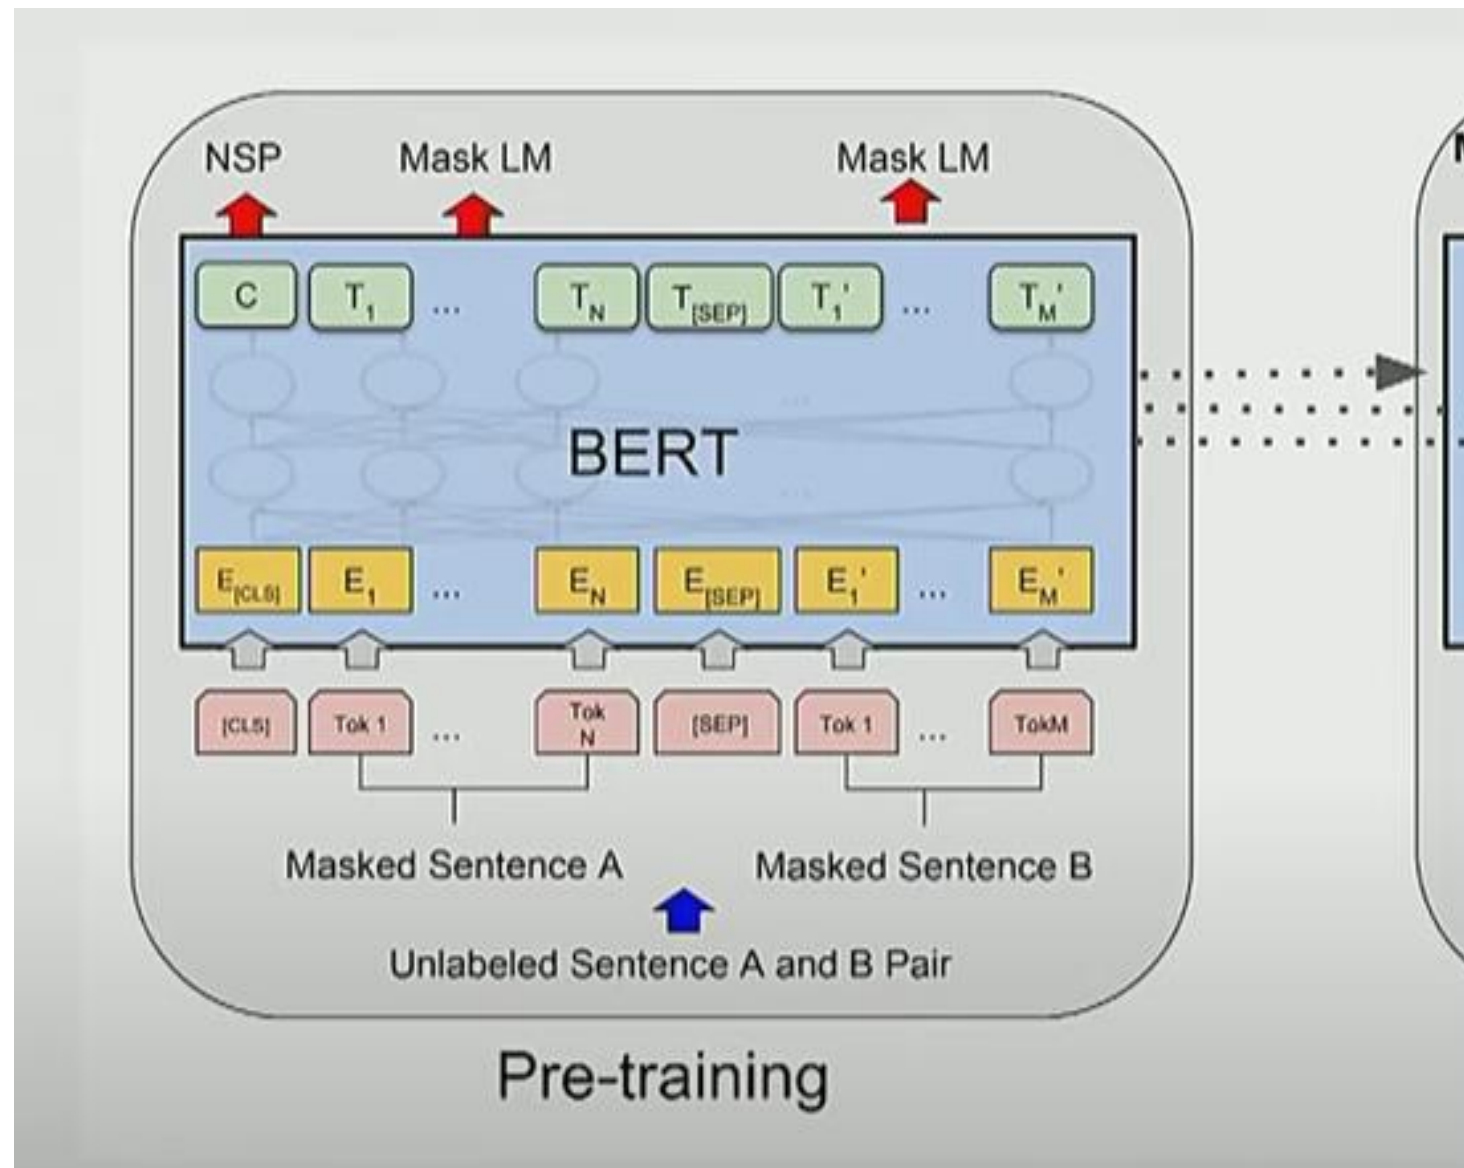 NSP Mask LM Mask LM
C T1 ... TN T[SEP] T1' ... TM'
BERT
E[CLS] E1 ... EN E[SEP] E1' ... EM'
[CLS] Tok 1 ... Tok N [SEP] Tok 1 ... TokM
Masked Sentence A Masked Sentence B
Unlabeled Sentence A and B Pair
Pre-training